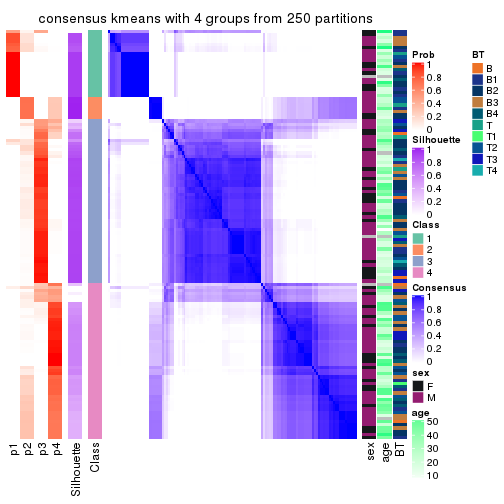 consensus kmeans with 4 groups from 250 partitions
p1
p2
p3
p4
Silhouette
Class
sex
age
BT
Prob
1
0.8
0.6
0.4
0.2
0
Silhouette
1
0.8
0.6
0.4
0.2
0
Class
1
2
3
4
Consensus
1
0.8
0.6
0.4
0.2
0
sex
F
M
age
50
40
30
20
10
BT
B
B1
B2
B3
B4
T
T1
T2
T3
T4